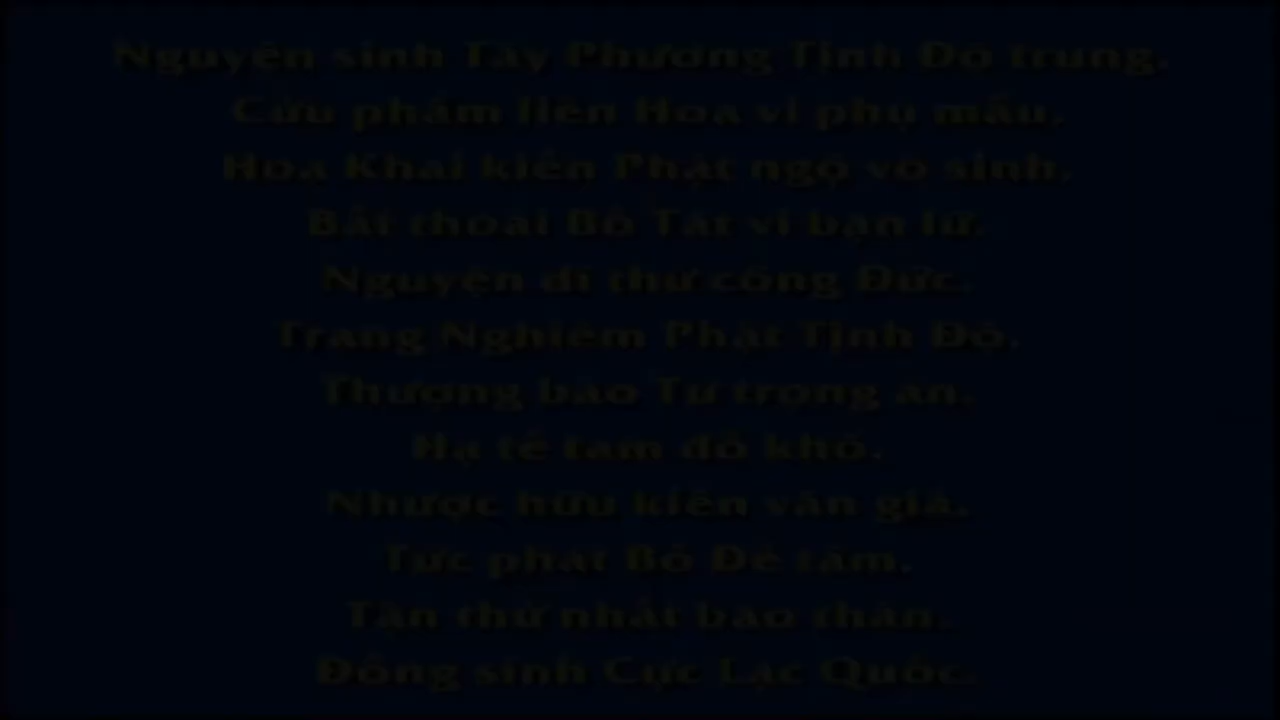 Nguyện sinh Tây Phương Tịnh Độ trung.
Cửu phẩm liên Hoa vi phụ mẫu.
Hoa Khai kiến Phật ngộ vô sinh.
Bất thoái Bồ Tát vi bạn lữ.
Nguyện dĩ thử công Đức.
Trang Nghiêm Phật Tịnh Độ.
Thượng báo Tứ trọng ân.
Hạ tế tam đồ khổ.
Nhược hữu kiến văn giả.
Tức phát Bồ Đề tâm.
Tận thử nhất báo thân.
Đồng sinh Cực Lạc Quốc.